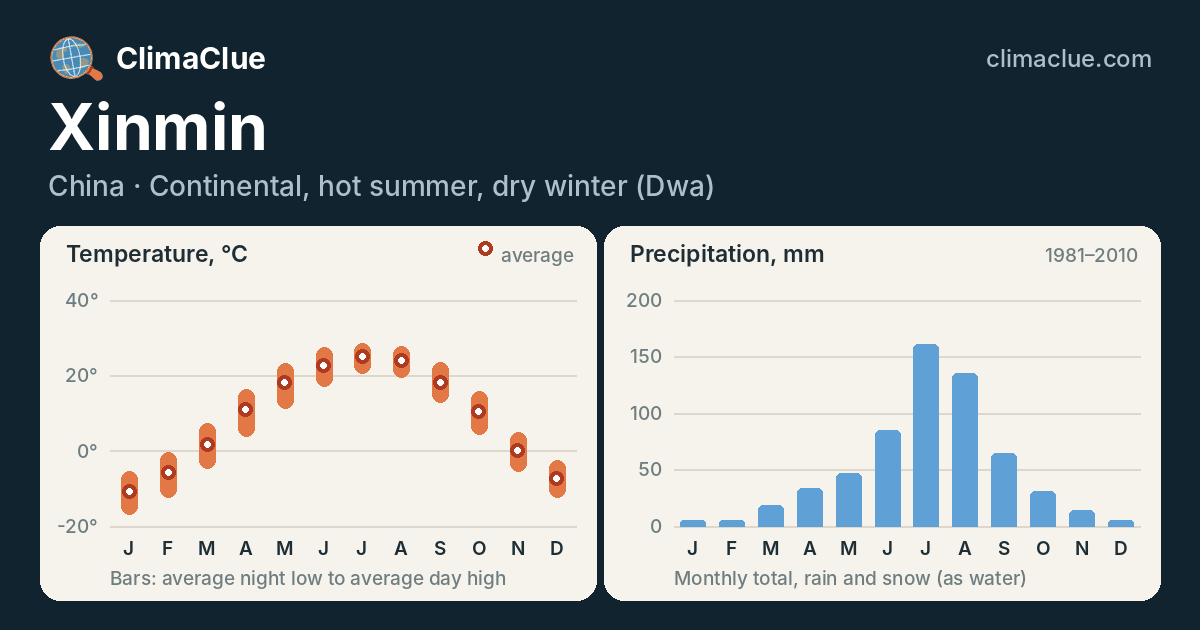 ClimaClue
climaclue.com
Xinmin
China · Continental, hot summer, dry winter (Dwa)
Temperature, °C
average
40°
20°
0°
-20°
J F M A M J J A S O N D
Bars: average night low to average day high
Precipitation, mm
1981–2010
200
150
100
50
0
J F M A M J J A S O N D
Monthly total, rain and snow (as water)